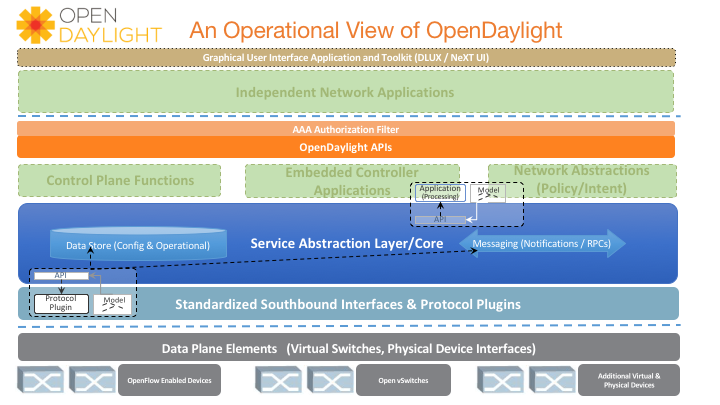 OPEN
DAYLIGHT
An Operational View of OpenDaylight
Graphical User Interface Application and Toolkit (DLUX / NeXT UI)
Independent Network Applications
AAA Authorization Filter
OpenDaylight APIs
Control Plane Functions
Embedded Controller
Applications
Network Abstractions
(Policy/Intent)
Application
(Processing)
Model
API
Data Store (Config & Operational)
Service Abstraction Layer/Core
Messaging (Notifications / RPCs)
API
Protocol
Plugin
Model
Standardized Southbound Interfaces & Protocol Plugins
Data Plane Elements (Virtual Switches, Physical Device Interfaces)
OpenFlow Enabled Devices
Open vSwitches
Additional Virtual &
Physical Devices